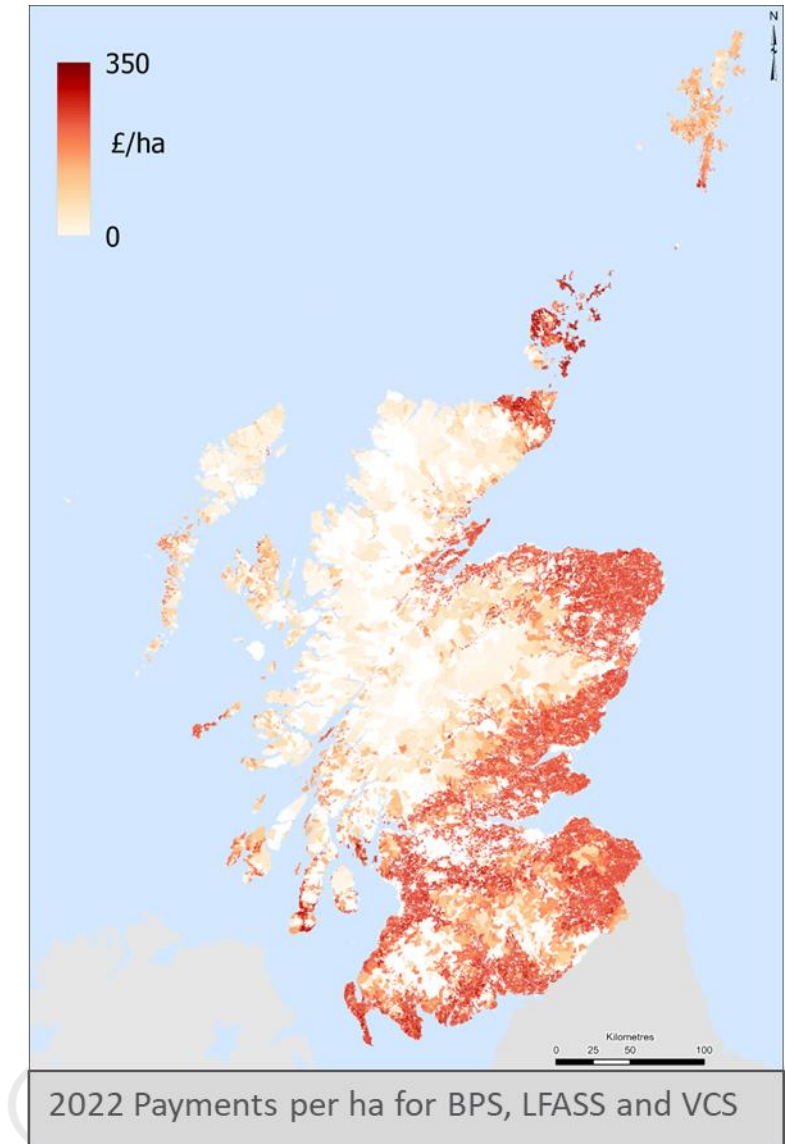 350
£/ha
0
N
Kilometres
0 25 50 100
2022 Payments per ha for BPS, LFASS and VCS